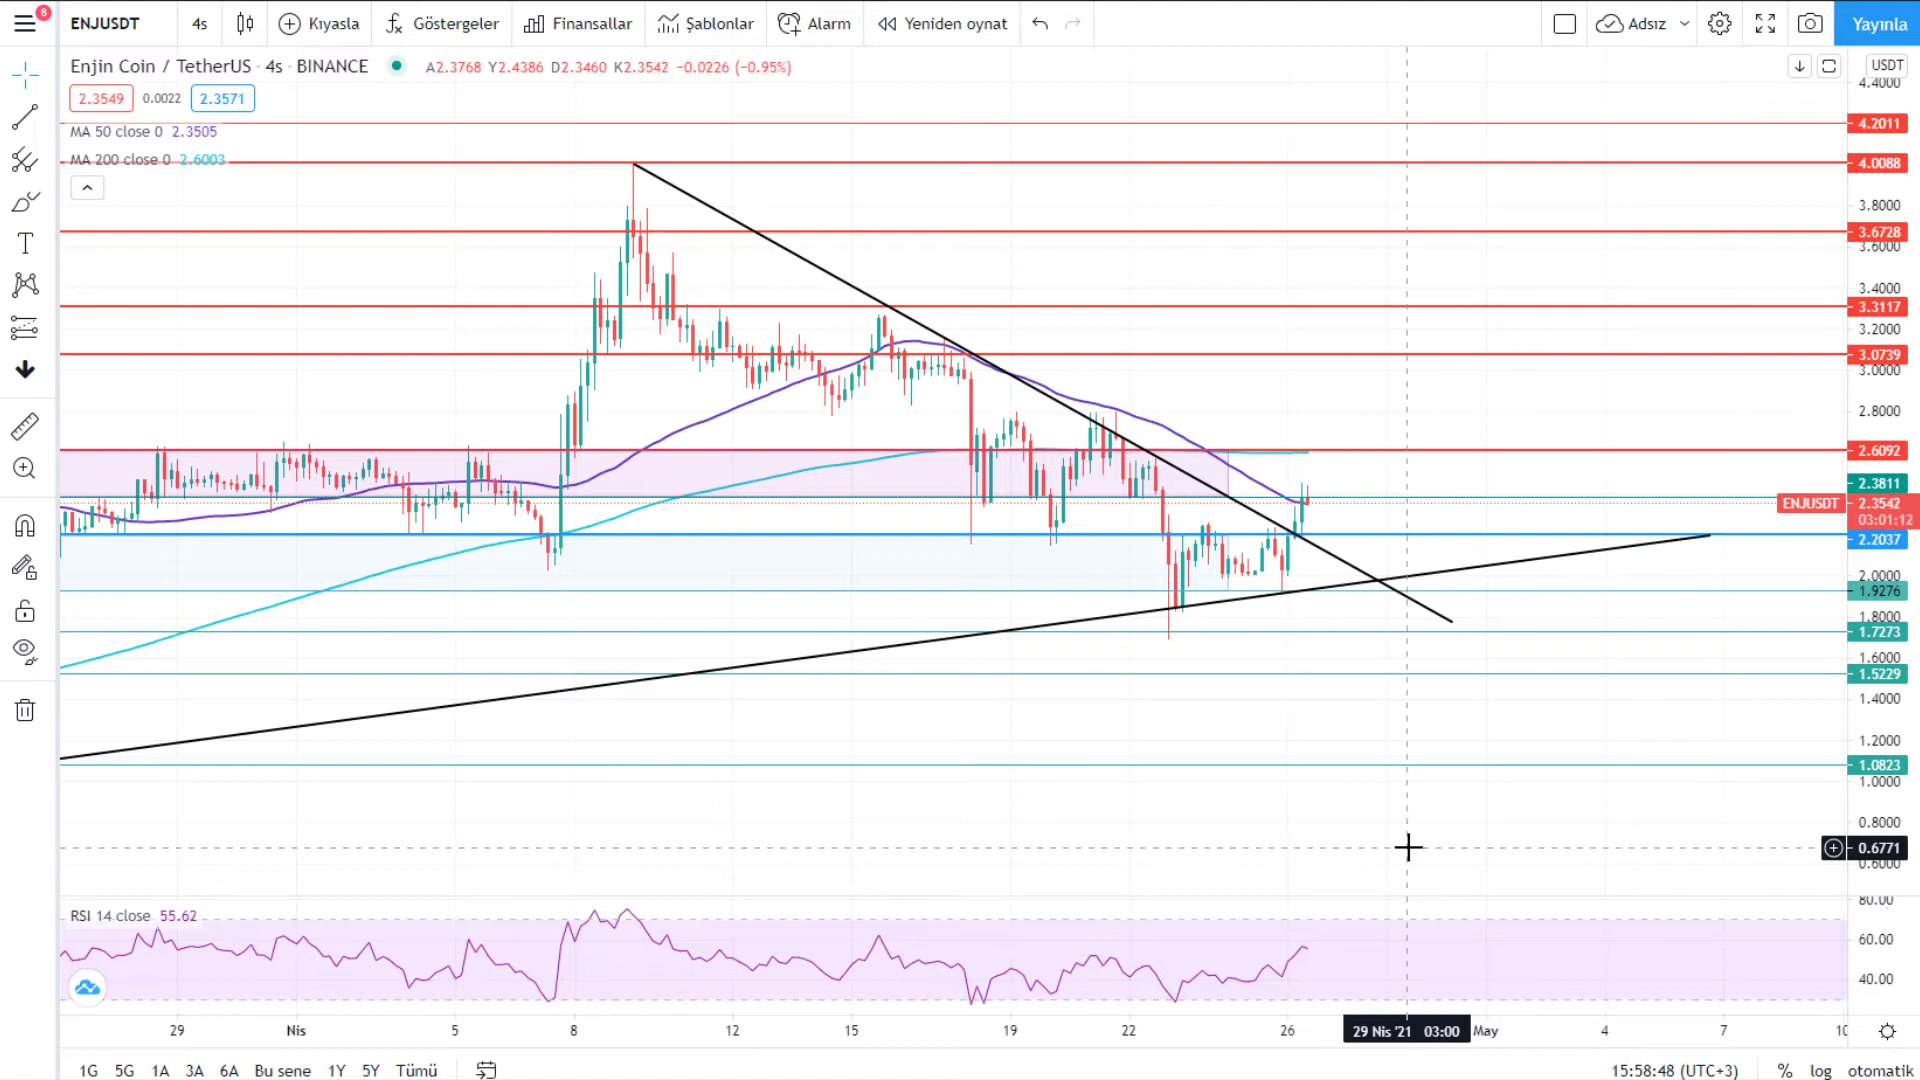 8
ENJUSDT
4s
Kıyasla
Göstergeler
Finansallar
Şablonlar
Alarm
Yeniden oynat
Adsız
Yayınla
Enjin Coin / TetherUS · 4s · BINANCE
A2.3768 Y2.4386 D2.3460 K2.3542 −0.0226 (−0.95%)
USDT
2.3549
0.0022
2.3571
MA 50 close 0 2.3505
MA 200 close 0 2.6003
4.4000
4.2011
4.0088
3.8000
3.6728
3.6000
3.4000
3.3117
3.2000
3.0739
3.0000
2.8000
2.6092
2.3811
ENJUSDT
2.3542
03:01:12
2.2037
2.0000
1.9276
1.8000
1.7273
1.6000
1.5229
1.4000
1.2000
1.0823
1.0000
0.8000
0.6771
0.6000
RSI 14 close 55.62
80.00
60.00
40.00
29
Nis
5
8
12
15
19
22
26
29 Nis '21 03:00
May
4
7
10
1G
5G
1A
3A
6A
Bu sene
1Y
5Y
Tümü
15:58:48 (UTC+3)
%
log
otomatik